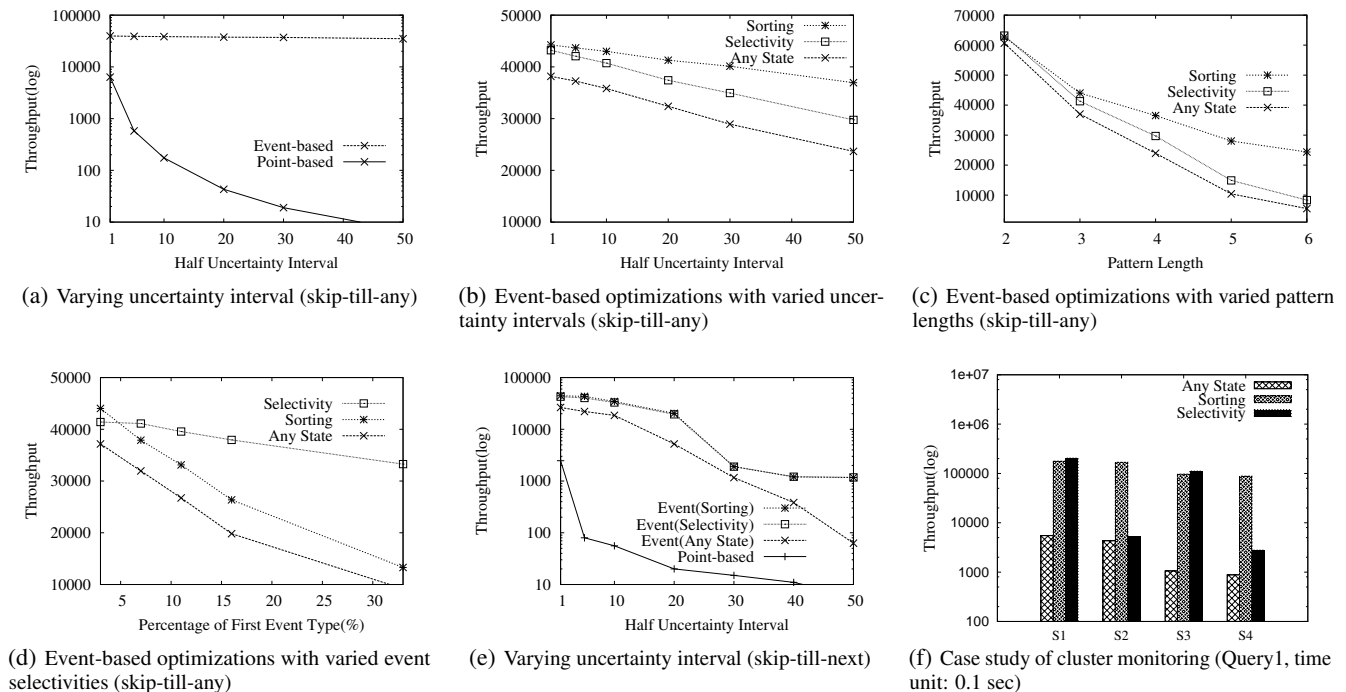 100000
10000
1000
100
10
Throughput(log)
Event-based
Point-based
1 10 20 30 40 50
Half Uncertainty Interval
(a) Varying uncertainty interval (skip-till-any)
50000
40000
30000
20000
10000
Throughput
Sorting
Selectivity
Any State
1 10 20 30 40 50
Half Uncertainty Interval
(b) Event-based optimizations with varied uncer-
tainty intervals (skip-till-any)
70000
60000
50000
40000
30000
20000
10000
Throughput
Sorting
Selectivity
Any State
2 3 4 5 6
Pattern Length
(c) Event-based optimizations with varied pattern
lengths (skip-till-any)
50000
40000
30000
20000
10000
Throughput
Selectivity
Sorting
Any State
5 10 15 20 25 30
Percentage of First Event Type(%)
(d) Event-based optimizations with varied event
selectivities (skip-till-any)
100000
10000
1000
100
10
Throughput(log)
Event(Sorting)
Event(Selectivity)
Event(Any State)
Point-based
1 10 20 30 40 50
Half Uncertainty Interval
(e) Varying uncertainty interval (skip-till-next)
1e+07
1e+06
100000
10000
1000
100
Throughput(log)
Any State
Sorting
Selectivity
S1 S2 S3 S4
(f) Case study of cluster monitoring (Query1, time
unit: 0.1 sec)